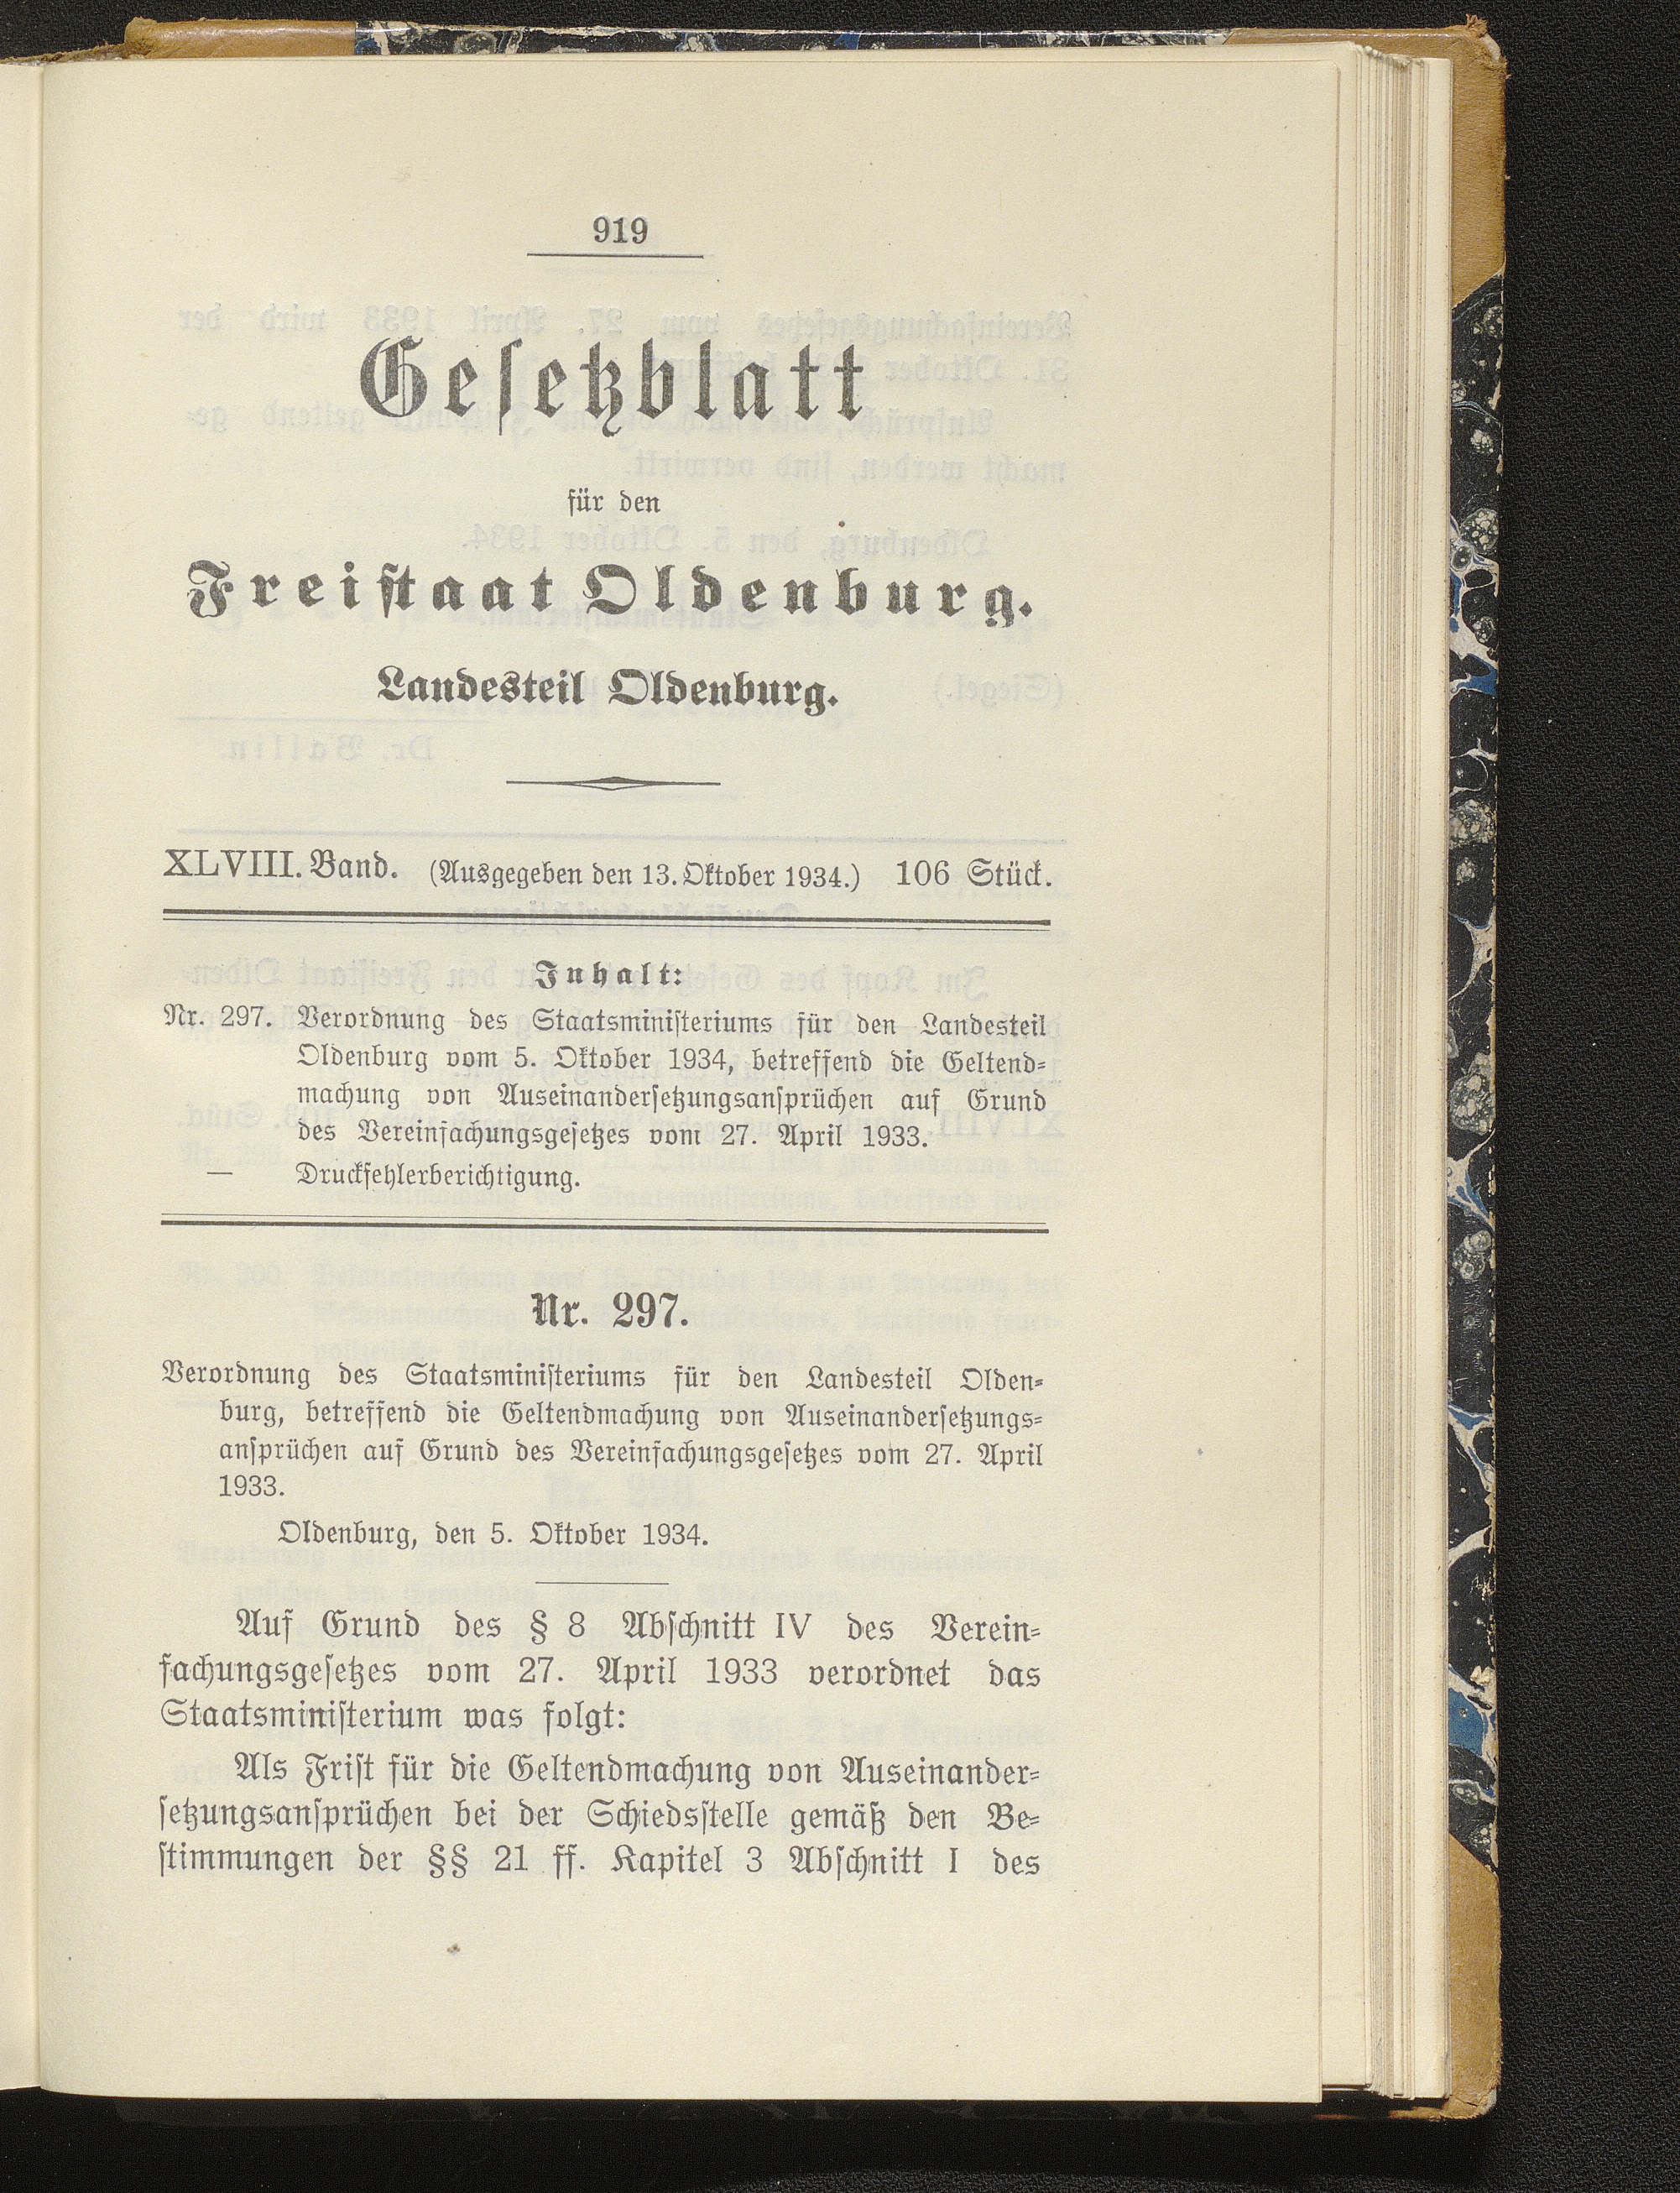 919
Gesetzblatt
für den
Freistaat Oldenburg.
Landesteil Oldenburg.
XLVIII. Band. (Ausgegeben den 13. Oktober 1934.) 106 Stück.
Inhalt:
Nr. 297. Verordnung des Staatsministeriums für den Landesteil
Oldenburg vom 5. Oktober 1934, betreffend die Geltend-
machung von Auseinandersetzungsansprüchen auf Grund
des Vereinfachungsgesetzes vom 27. April 1933.
— Druckfehlerberichtigung.
Nr. 297.
Verordnung des Staatsministeriums für den Landesteil Olden-
burg, betreffend die Geltendmachung von Auseinandersetzungs-
ansprüchen auf Grund des Vereinfachungsgesetzes vom 27. April
1933.
Oldenburg, den 5. Oktober 1934.
Auf Grund des § 8 Abschnitt IV des Verein-
fachungsgesetzes vom 27. April 1933 verordnet das
Staatsministerium was folgt:
Als Frist für die Geltendmachung von Auseinander-
setzungsansprüchen bei der Schiedsstelle gemäß den Be-
stimmungen der §§ 21 ff. Kapitel 3 Abschnitt I des